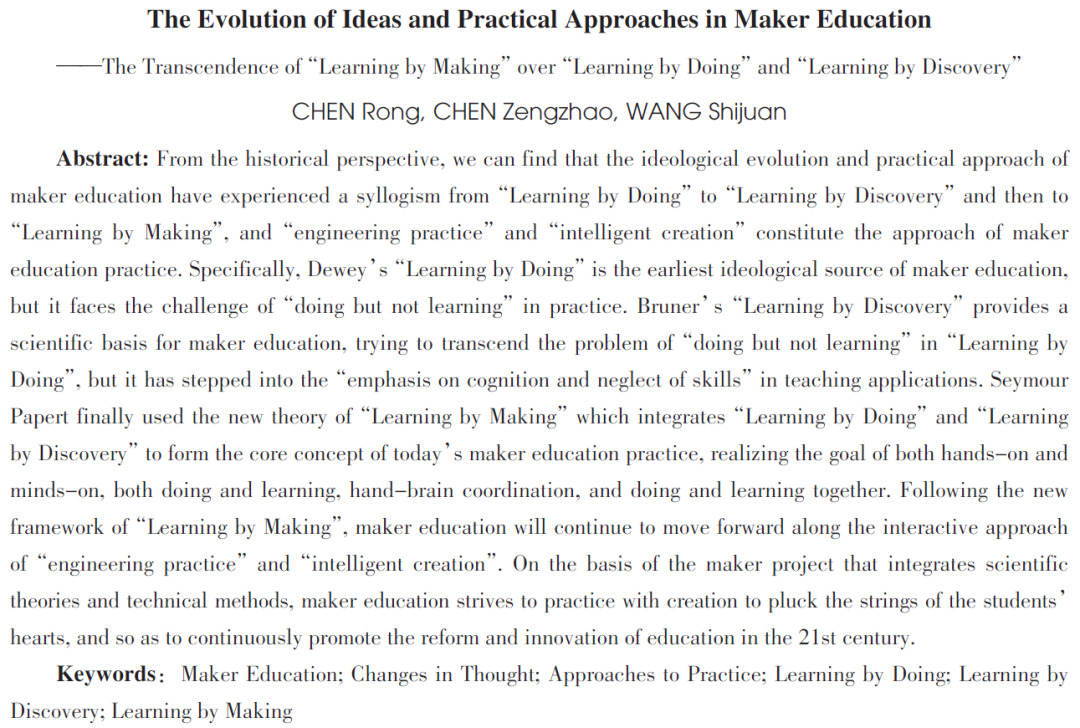 The Evolution of Ideas and Practical Approaches in Maker Education
——The Transcendence of “Learning by Making” over “Learning by Doing” and “Learning by Discovery”
CHEN Rong, CHEN Zengzhao, WANG Shijuan
Abstract: From the historical perspective, we can find that the ideological evolution and practical approach of
maker education have experienced a syllogism from “Learning by Doing” to “Learning by Discovery” and then to
“Learning by Making”, and “engineering practice” and “intelligent creation” constitute the approach of maker
education practice. Specifically, Dewey’s “Learning by Doing” is the earliest ideological source of maker education,
but it faces the challenge of “doing but not learning” in practice. Bruner’s “Learning by Discovery” provides a
scientific basis for maker education, trying to transcend the problem of “doing but not learning” in “Learning by
Doing”, but it has stepped into the “emphasis on cognition and neglect of skills” in teaching applications. Seymour
Papert finally used the new theory of “Learning by Making” which integrates “Learning by Doing” and “Learning
by Discovery” to form the core concept of today’s maker education practice, realizing the goal of both hands-on and
minds-on, both doing and learning, hand-brain coordination, and doing and learning together. Following the new
framework of “Learning by Making”, maker education will continue to move forward along the interactive approach
of “engineering practice” and “intelligent creation”. On the basis of the maker project that integrates scientific
theories and technical methods, maker education strives to practice with creation to pluck the strings of the students’
hearts, and so as to continuously promote the reform and innovation of education in the 21st century.
Keywords: Maker Education; Changes in Thought; Approaches to Practice; Learning by Doing; Learning by
Discovery; Learning by Making